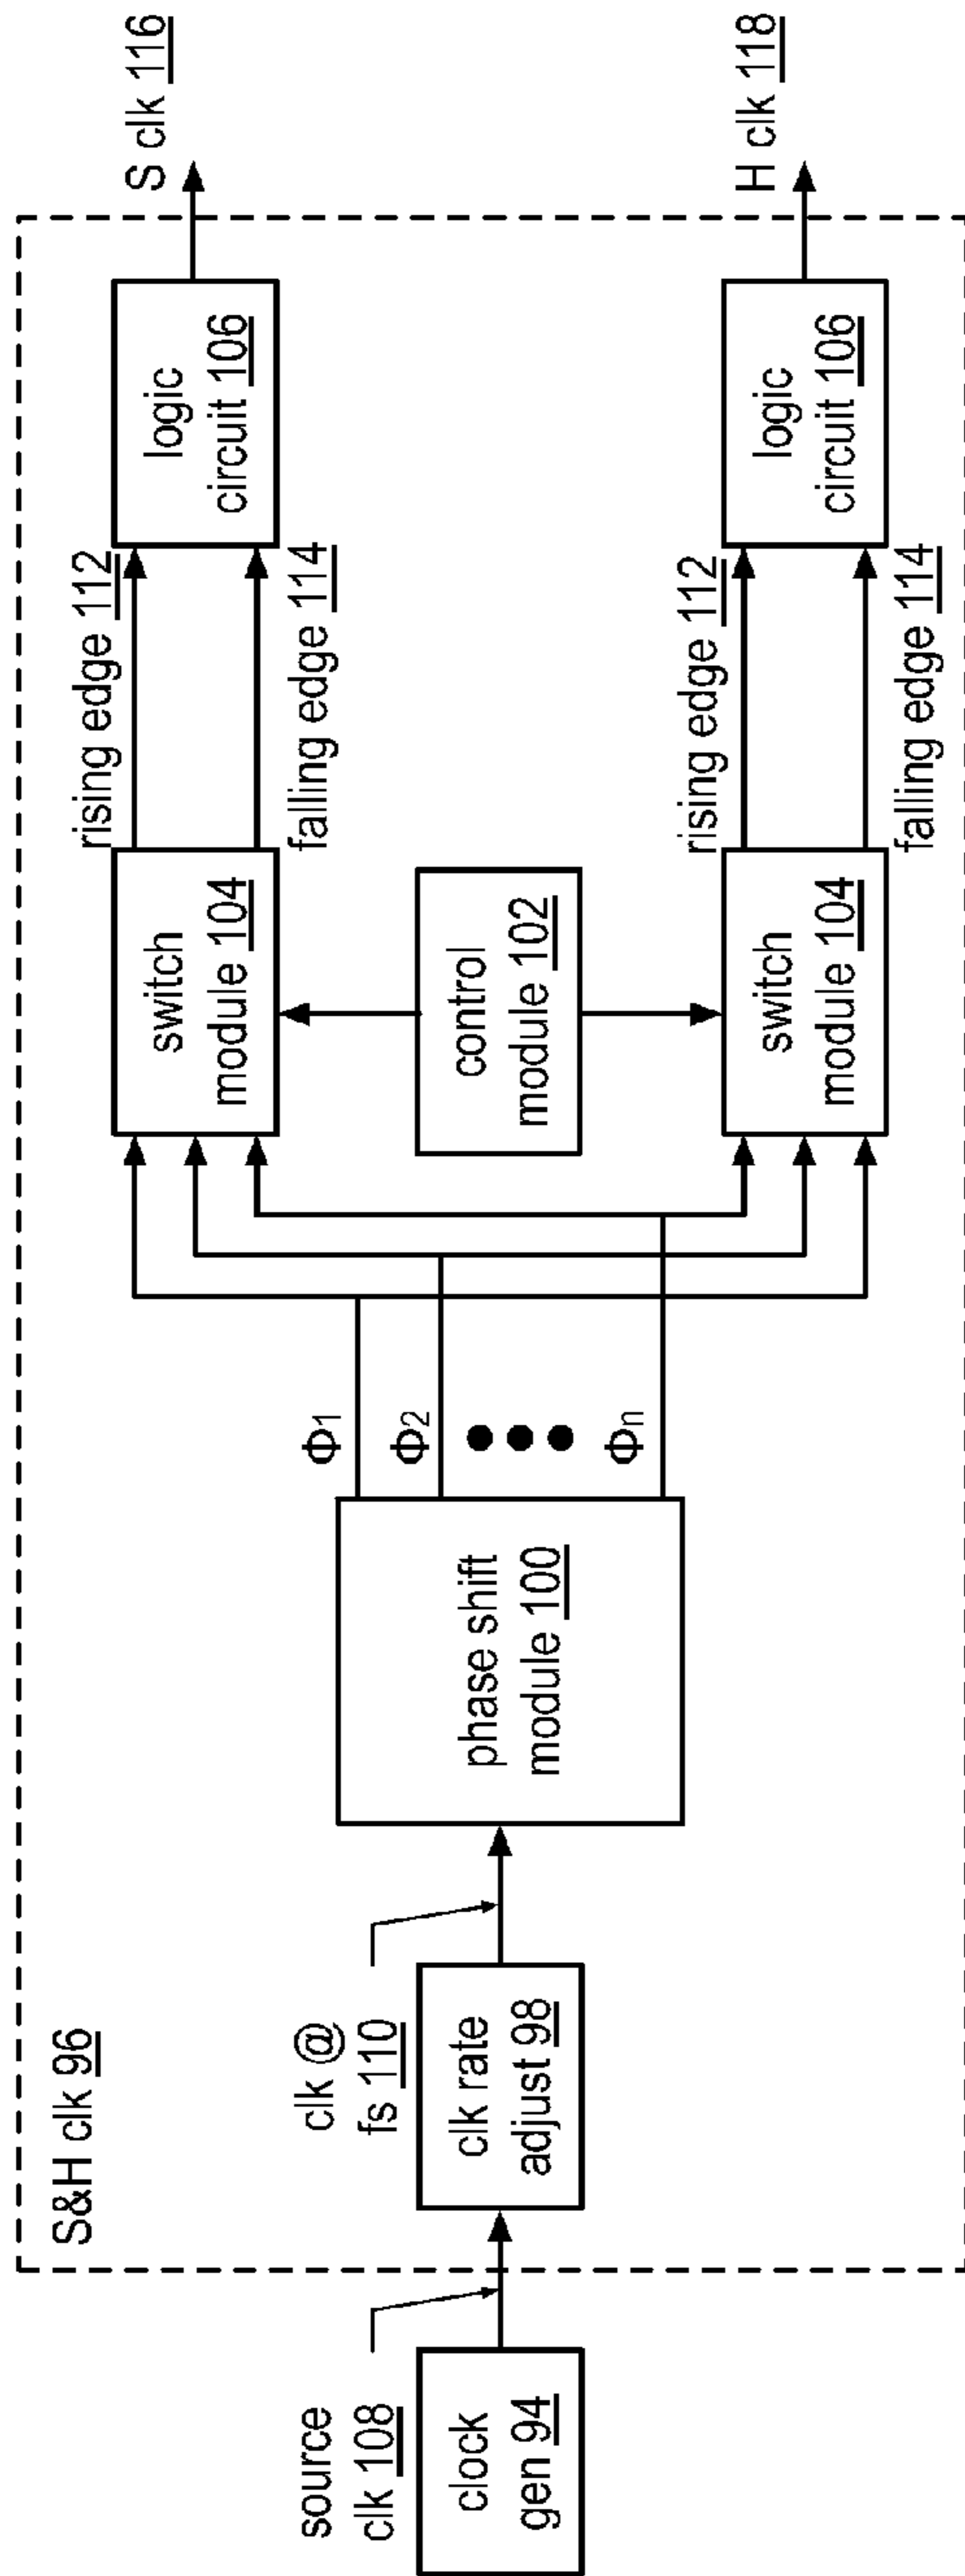 S&H clk 96
source
clk 108
clock
gen 94
clk @
fs 110
clk rate
adjust 98
phase shift
module 100
Φ1
Φ2
Φn
switch
module 104
control
module 102
switch
module 104
rising edge 112
falling edge 114
rising edge 112
falling edge 114
logic
circuit 106
logic
circuit 106
S clk 116
H clk 118